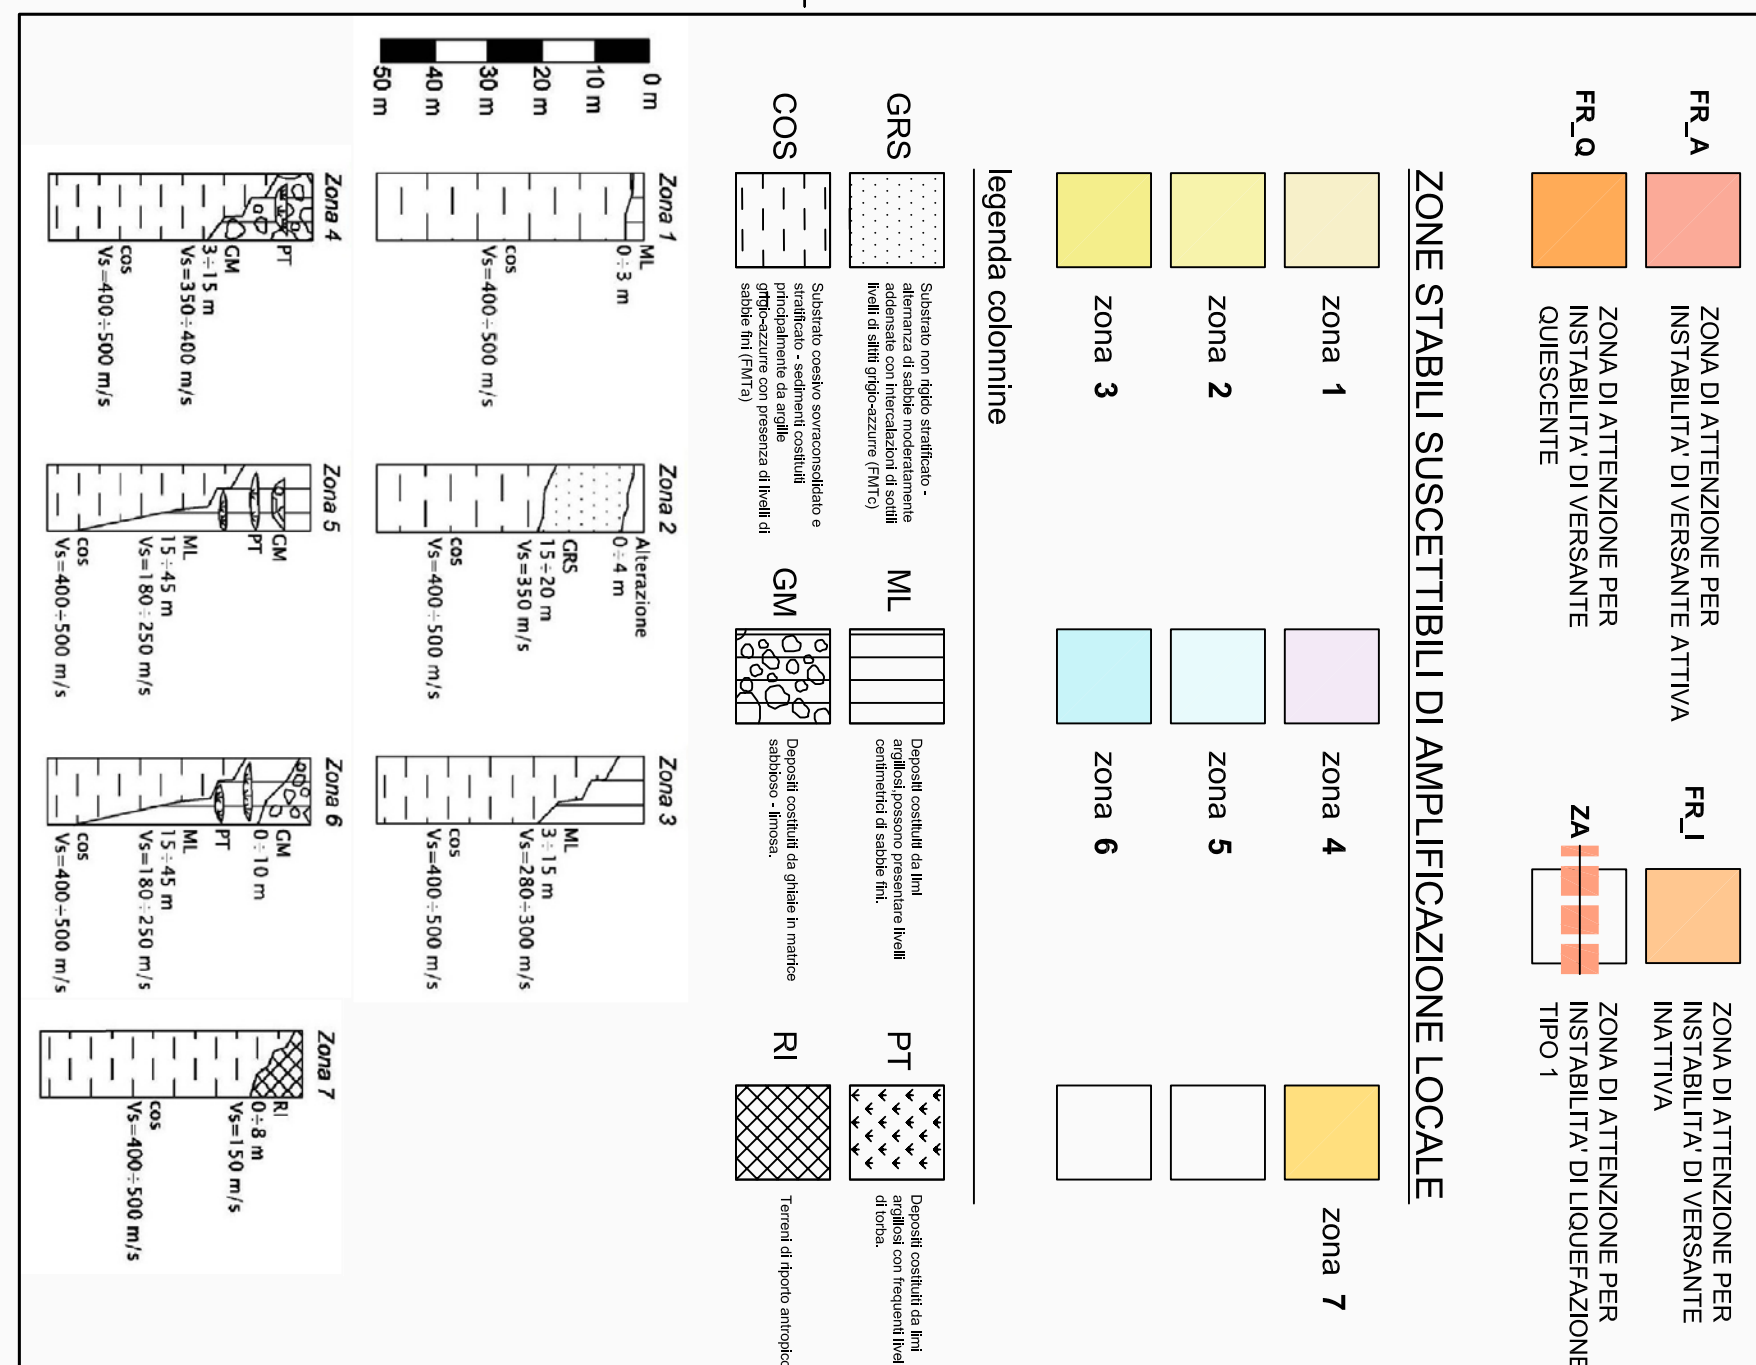 FR_A
ZONA DI ATTENZIONE PER
INSTABILITA' DI VERSANTE ATTIVA
FR_I
ZONA DI ATTENZIONE PER
INSTABILITA' DI VERSANTE
INATTIVA
FR_Q
ZONA DI ATTENZIONE PER
INSTABILITA' DI VERSANTE
QUIESCENTE
ZA
ZONA DI ATTENZIONE PER
INSTABILITA' DI LIQUEFAZIONE
TIPO 1
ZONE STABILI SUSCETTIBILI DI AMPLIFICAZIONE LOCALE
zona 1
zona 4
zona 7
zona 2
zona 5
zona 3
zona 6
legenda colonnine
GRS
Substrato non rigido stratificato -
alternanza di sabbie moderatamente
addensate con intercalazioni di sottili
livelli di siltiti grigio-azzurre (FMTc)
ML
Depositi costituiti da limi
argillosi,possono presentare livelli
centimetrici di sabbie fini.
PT
Depositi costituiti da limi
argillosi con frequenti livel
di torba.
COS
Substrato coesivo sovraconsolidato e
stratificato - sedimenti costituiti
principalmente da argille
grigio-azzurre con presenza di livelli di
sabbie fini (FMTa)
GM
Depositi costituiti da ghiaie in matrice
sabbioso - limosa.
RI
Terreni di riporto antropico
0 m
10 m
20 m
30 m
40 m
50 m
Zona 1
ML
0÷3 m
cos
Vs=400÷500 m/s
Zona 2
Alterazione
0÷4 m
GRS
15÷20 m
Vs=350 m/s
cos
Vs=400÷500 m/s
Zona 3
ML
3÷15 m
Vs=280÷300 m/s
cos
Vs=400÷500 m/s
Zona 4
PT
GM
3÷15 m
Vs=350÷400 m/s
cos
Vs=400÷500 m/s
Zona 5
GM
PT
ML
15÷45 m
Vs=180÷250 m/s
cos
Vs=400÷500 m/s
Zona 6
GM
0÷10 m
PT
ML
15÷45 m
Vs=180÷250 m/s
cos
Vs=400÷500 m/s
Zona 7
RI
0÷8 m
Vs=150 m/s
cos
Vs=400÷500 m/s